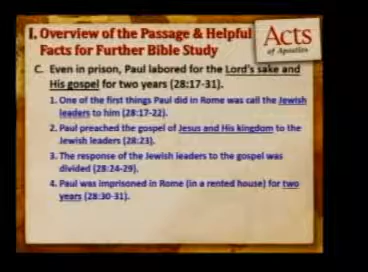 I. Overview of the Passage & Helpful
Facts for Further Bible Study
Acts
of Apostles
C. Even in prison, Paul labored for the Lord's sake and
His gospel for two years (28:17-31).
1. One of the first things Paul did in Rome was call the Jewish
leaders to him (28:17-22).
2. Paul preached the gospel of Jesus and His kingdom to the
Jewish leaders (28:23).
3. The response of the Jewish leaders to the gospel was
divided (28:24-29).
4. Paul was imprisoned in Rome (in a rented house) for two
years (28:30-31).